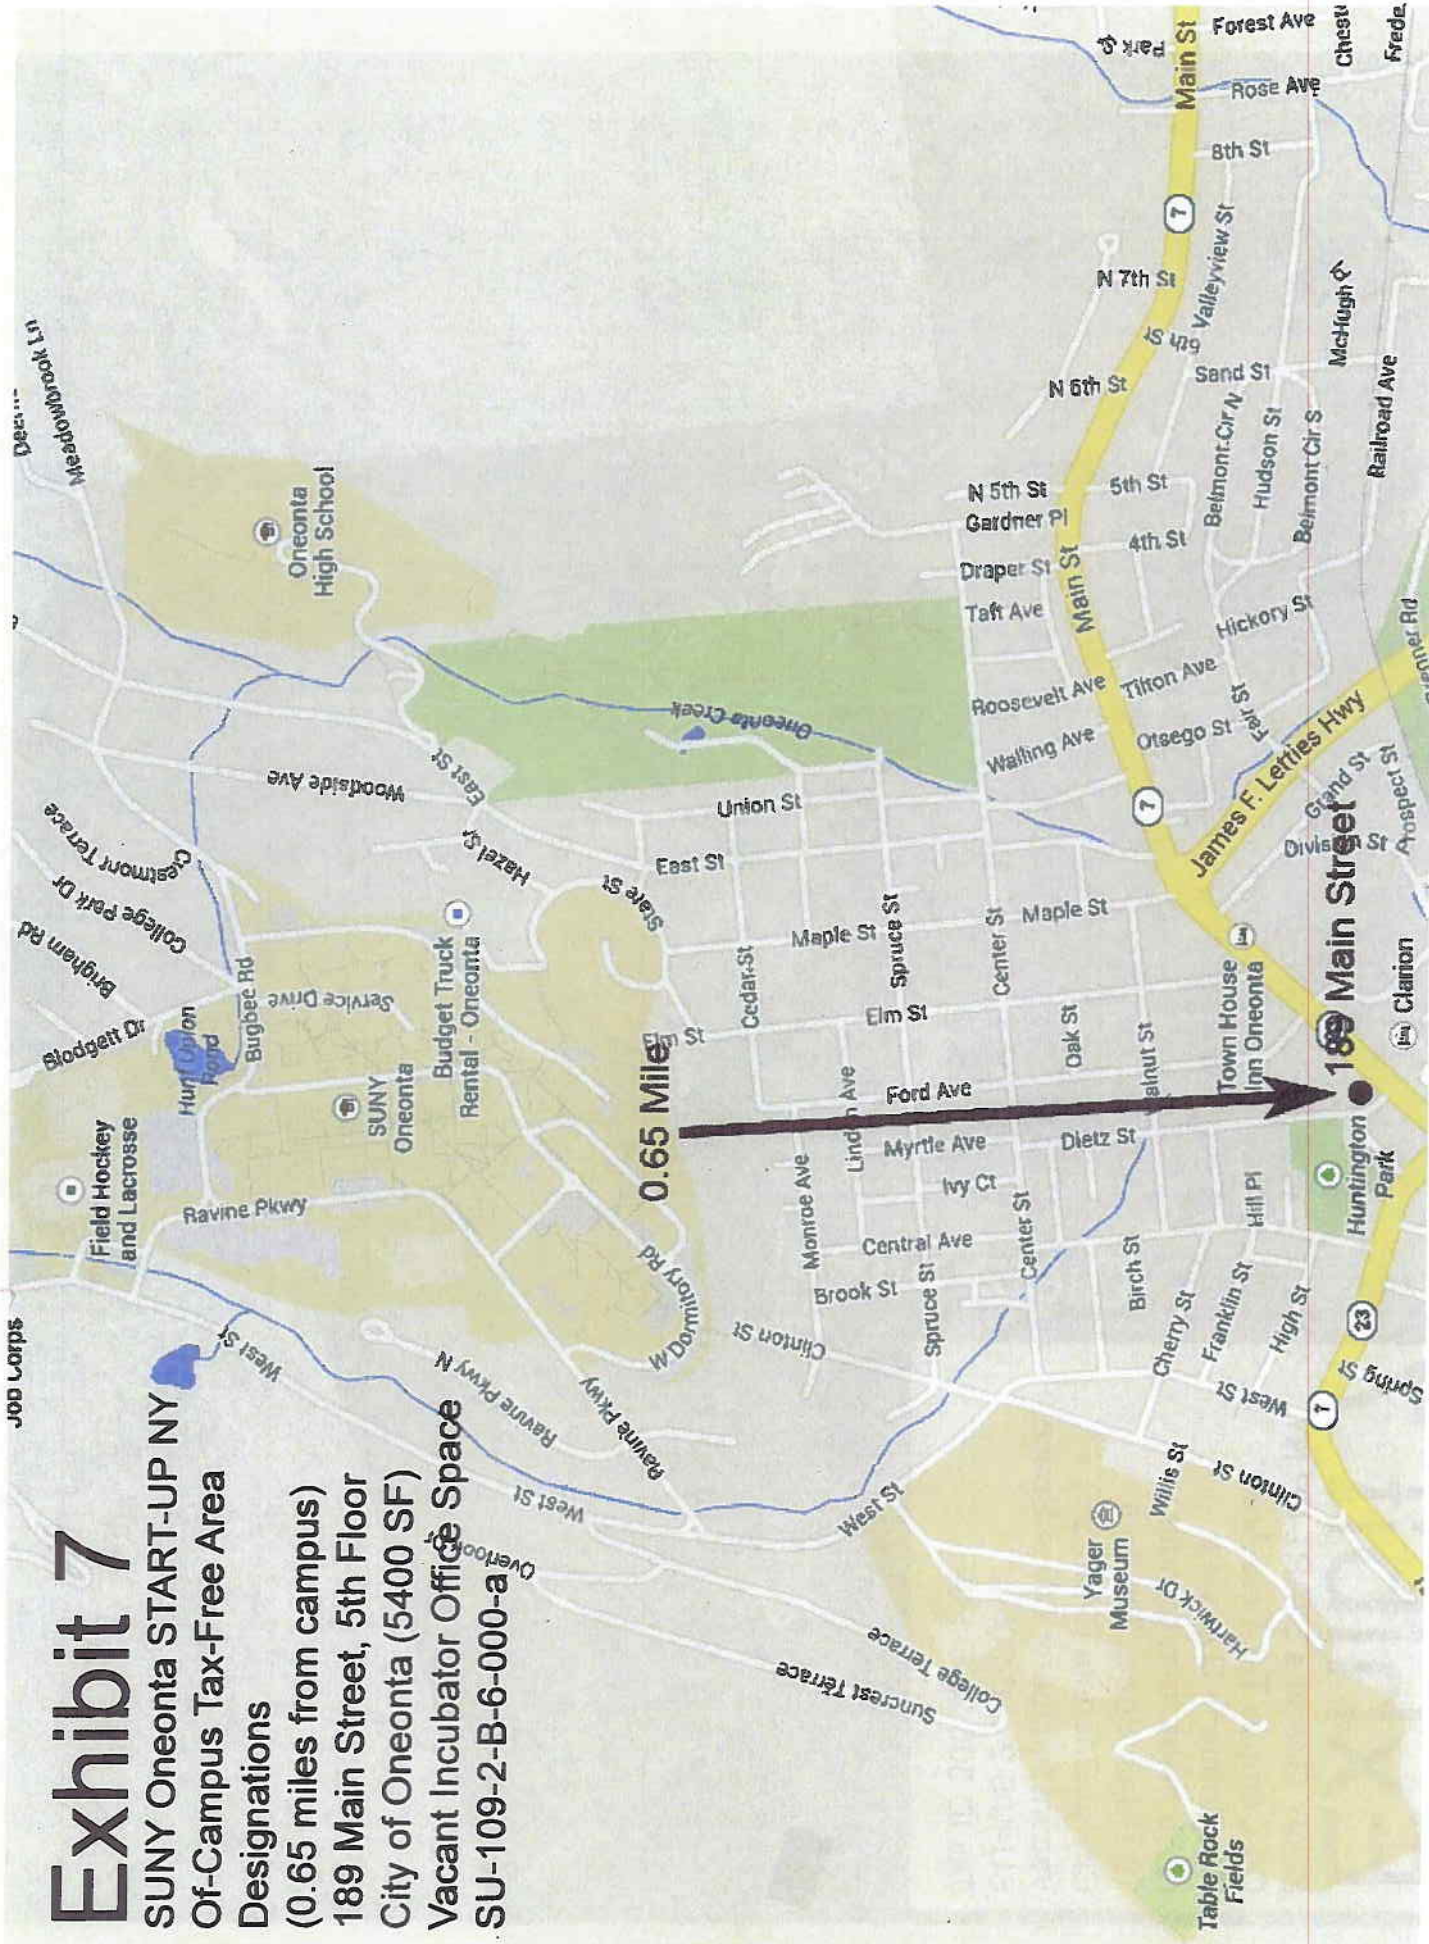 Exhibit 7
SUNY Oneonta START-UP NY
Of-Campus Tax-Free Area
Designations
(0.65 miles from campus)
189 Main Street, 5th Floor
City of Oneonta (5400 SF)
Vacant Incubator Office Space
SU-109-2-B-6-000-a
Job Corps
Field Hockey
and Lacrosse
Hunt Union
Pond
Blodgett Dr
Brigham Rd
College Park Dr
Crestmont Terrace
Meadowbrook Ln
Bugbee Rd
Service Drive
Ravine Pkwy
SUNY
Oneonta
Budget Truck
Rental - Oneonta
Woodside Ave
East St
Hazel St
State St
Oneonta
High School
West St
Ravine Pkwy N
Ravine Pkwy
W Dormitory Rd
West St
College Terrace
Suncrest Terrace
0.65 Mile
Elm St
Cedar St
East St
Union St
Oneonta Creek
Maple St
Spruce St
Elm St
Ford Ave
Myrtle Ave
Monroe Ave
Ivy Ct
Central Ave
Brook St
Spruce St
Clinton St
Center St
Center St
Maple St
Oak St
Dietz St
Birch St
Cherry St
Franklin St
High St
Hill Pl
West St
West St
Willis St
Clinton St
Spring St
Yager
Museum
Hartwick Dr
Table Rock
Fields
Huntington
Park
Town House
Inn Oneonta
189 Main Street
Clarion
7
23
7
James F. Lettis Hwy
Division St
Grand St
Prospect St
Walling Ave
Roosevelt Ave
Taft Ave
Draper St
Gardner Pl
N 5th St
N 6th St
N 7th St
Main St
Otsego St
Fair St
Tilton Ave
Hickory St
4th St
5th St
6th St
Belmont Cir N
Hudson St
Belmont Cir S
Sand St
Valleyview St
8th St
7
Main St
Rose Ave
Forest Ave
McHugh Pl
Railroad Ave